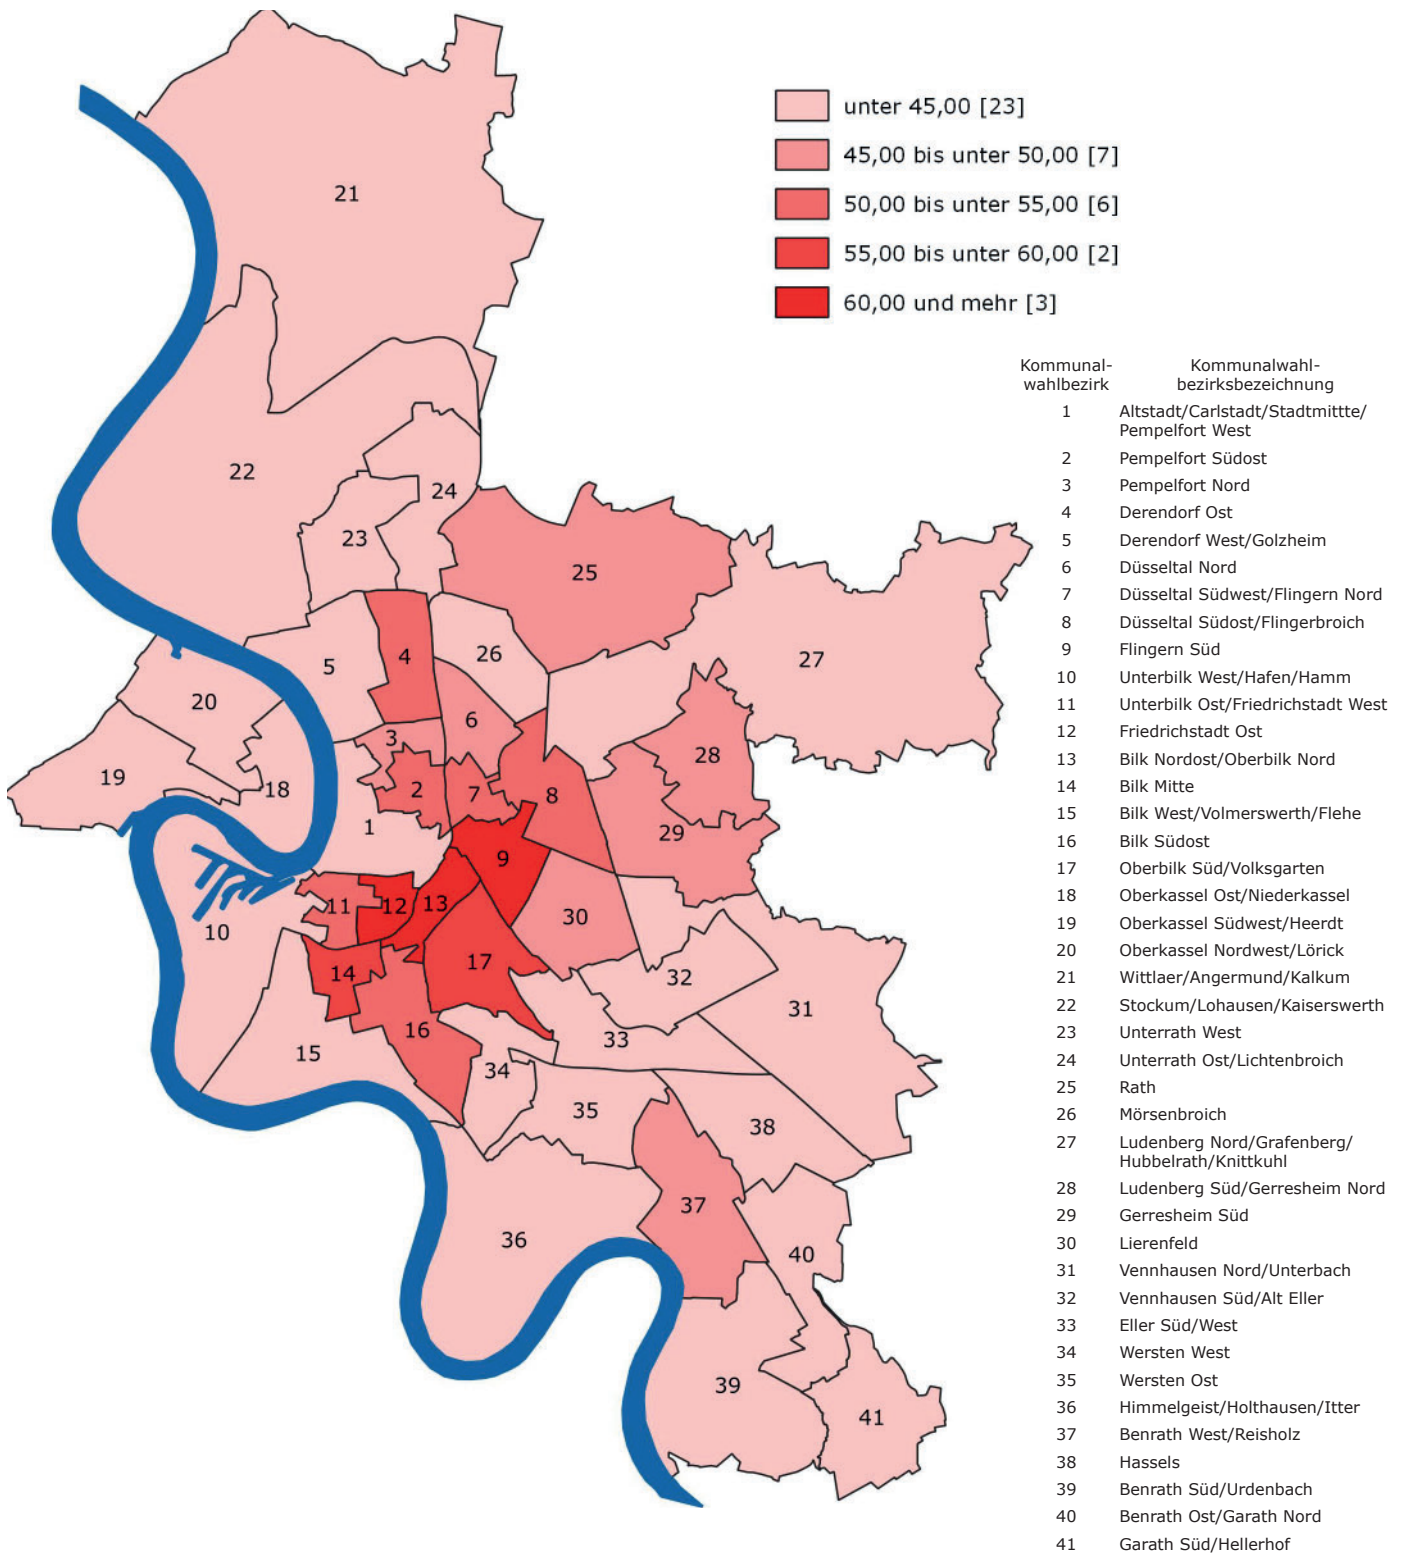 unter 45,00 [23]
45,00 bis unter 50,00 [7]
50,00 bis unter 55,00 [6]
55,00 bis unter 60,00 [2]
60,00 und mehr [3]
21
22
24
23
25
5
4
26
27
20
6
3
28
19
18
2
7
8
1
29
9
11
12
13
30
10
14
17
32
31
16
33
15
34
35
38
37
36
40
39
41
Kommunal- Kommunalwahl-
wahlbezirk bezirksbezeichnung
1 Altstadt/Carlstadt/Stadtmittte/
Pempelfort West
2 Pempelfort Südost
3 Pempelfort Nord
4 Derendorf Ost
5 Derendorf West/Golzheim
6 Düsseltal Nord
7 Düsseltal Südwest/Flingern Nord
8 Düsseltal Südost/Flingerbroich
9 Flingern Süd
10 Unterbilk West/Hafen/Hamm
11 Unterbilk Ost/Friedrichstadt West
12 Friedrichstadt Ost
13 Bilk Nordost/Oberbilk Nord
14 Bilk Mitte
15 Bilk West/Volmerswerth/Flehe
16 Bilk Südost
17 Oberbilk Süd/Volksgarten
18 Oberkassel Ost/Niederkassel
19 Oberkassel Südwest/Heerdt
20 Oberkassel Nordwest/Lörick
21 Wittlaer/Angermund/Kalkum
22 Stockum/Lohausen/Kaiserswerth
23 Unterrath West
24 Unterrath Ost/Lichtenbroich
25 Rath
26 Mörsenbroich
27 Ludenberg Nord/Grafenberg/
Hubbelrath/Knittkuhl
28 Ludenberg Süd/Gerresheim Nord
29 Gerresheim Süd
30 Lierenfeld
31 Vennhausen Nord/Unterbach
32 Vennhausen Süd/Alt Eller
33 Eller Süd/West
34 Wersten West
35 Wersten Ost
36 Himmelgeist/Holthausen/Itter
37 Benrath West/Reisholz
38 Hassels
39 Benrath Süd/Urdenbach
40 Benrath Ost/Garath Nord
41 Garath Süd/Hellerhof